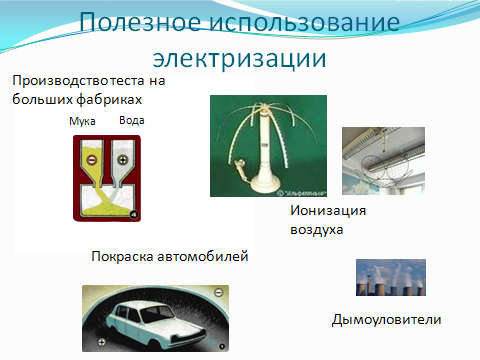 Полезное использование
электризации
Производство теста на
больших фабриках
Мука
Вода
Ионизация
воздуха
Покраска автомобилей
Дымоуловители